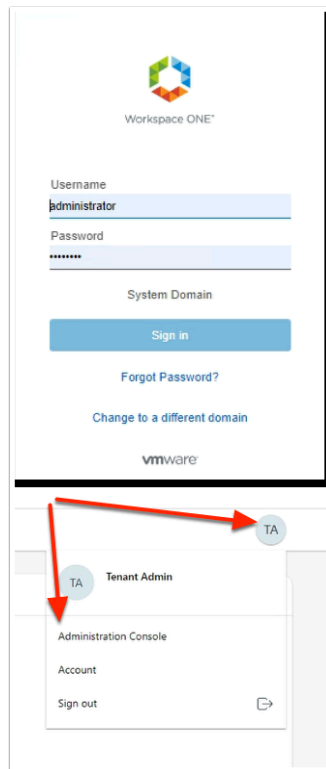 Workspace ONE™
Username
administrator
Password
••••••••
System Domain
Sign in
Forgot Password?
Change to a different domain
vmware®
TA
TA
Tenant Admin
Administration Console
Account
Sign out